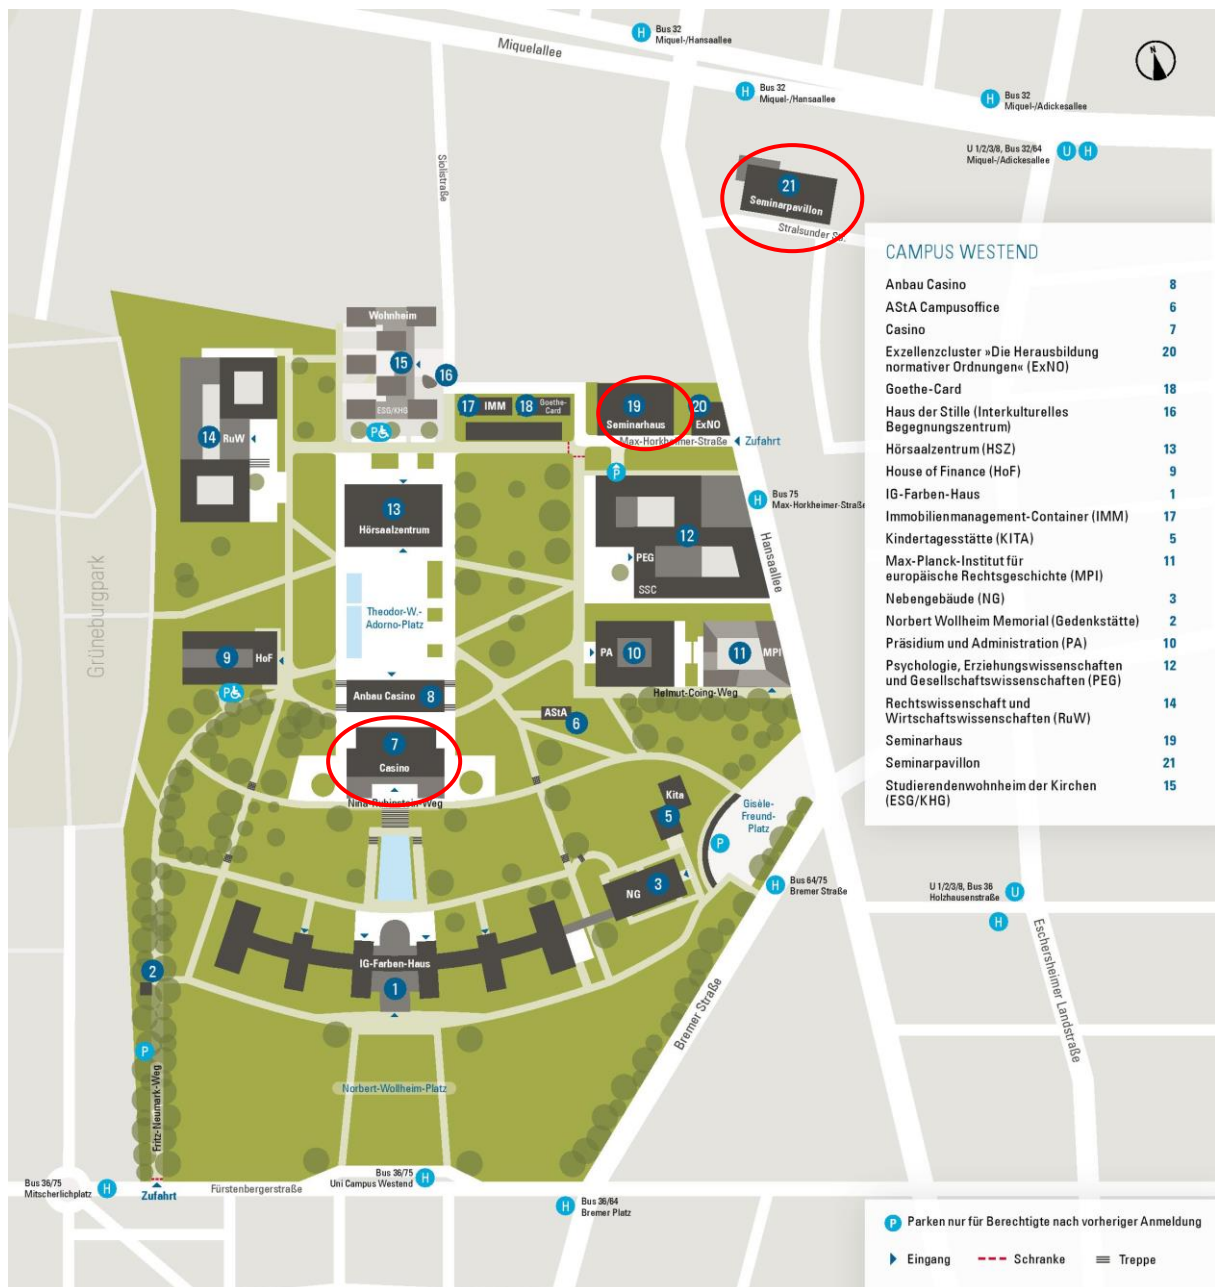 Bus 32
Miquel-/Hansaallee
Miquelallee
N
H
Bus 32
Miquel-/Hansaallee
H
Bus 32
Miquel-/Adickesallee
H
U 1/2/3/8, Bus 32/64
Miquel-/Adickesallee
U H
Siolistraße
21
Seminarpavillon
Stralsunder
CAMPUS WESTEND
Anbau Casino 8
AStA Campusoffice 6
Casino 7
Exzellenzcluster »Die Herausbildung
normativer Ordnungen« (ExNO) 20
Goethe-Card 18
Haus der Stille (Interkulturelles
Begegnungszentrum) 16
Hörsaalzentrum (HSZ) 13
House of Finance (HoF) 9
IG-Farben-Haus 1
Immobilienmanagement-Container (IMM) 17
Kindertagesstätte (KITA) 5
Max-Planck-Institut für
europäische Rechtsgeschichte (MPI) 11
Nebengebäude (NG) 3
Norbert Wollheim Memorial (Gedenkstätte) 2
Präsidium und Administration (PA) 10
Psychologie, Erziehungswissenschaften
und Gesellschaftswissenschaften (PEG) 12
Rechtswissenschaft und
Wirtschaftswissenschaften (RuW) 14
Seminarhaus 19
Seminarpavillon 21
Studierendenwohnheim der Kirchen
(ESG/KHG) 15
Wohnheim
15
16
ESG/KHG
P
17 IMM
18 Goethe-
Card
19
Seminarhaus
20
ExNO
Max-Horkheimer-Straße
Zufahrt
14 RuW
P
H
Bus 75
Max-Horkheimer-Straße
13
Hörsaalzentrum
12
PEG
SSC
Hansaallee
Grüneburgpark
Theodor-W.-
Adorno-Platz
9 HoF
P
PA 10
11 MPI
Helmut-Coing-Weg
Anbau Casino 8
AStA
6
7
Casino
Nina-Rubinstein-Weg
Kita
5
Gisèle-
Freund-
Platz
P
NG 3
H
Bus 64/75
Bremer Straße
U 1/2/3/8, Bus 36
Holzhausenstraße
U
H
Eschersheimer Landstraße
IG-Farben-Haus
1
2
Bremer Straße
P
Fritz-Neumark-Weg
Norbert-Wollheim-Platz
Bus 36/75
Mitscherlichplatz
H
Zufahrt
Fürstenbergerstraße
Bus 36/75
Uni Campus Westend
H
H
Bus 36/64
Bremer Platz
P Parken nur für Berechtigte nach vorheriger Anmeldung
Eingang Schranke Treppe